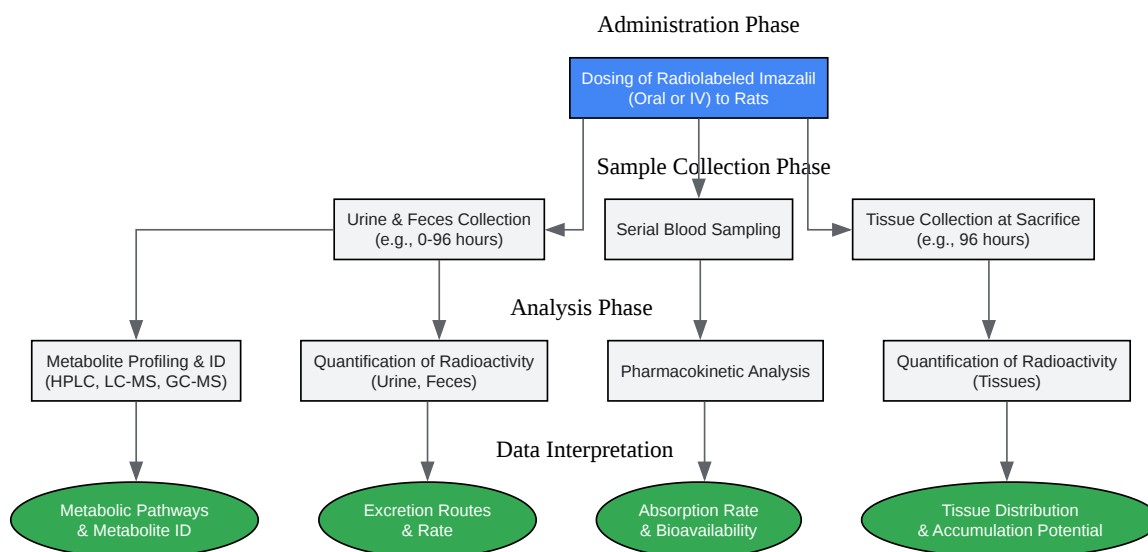 Administration Phase
Dosing of Radiolabeled Imazalil
(Oral or IV) to Rats
Sample Collection Phase
Urine & Feces Collection
(e.g., 0-96 hours)
Serial Blood Sampling
Tissue Collection at Sacrifice
(e.g., 96 hours)
Analysis Phase
Metabolite Profiling & ID
(HPLC, LC-MS, GC-MS)
Quantification of Radioactivity
(Urine, Feces)
Pharmacokinetic Analysis
Quantification of Radioactivity
(Tissues)
Data Interpretation
Metabolic Pathways
& Metabolite ID
Excretion Routes
& Rate
Absorption Rate
& Bioavailability
Tissue Distribution
& Accumulation Potential